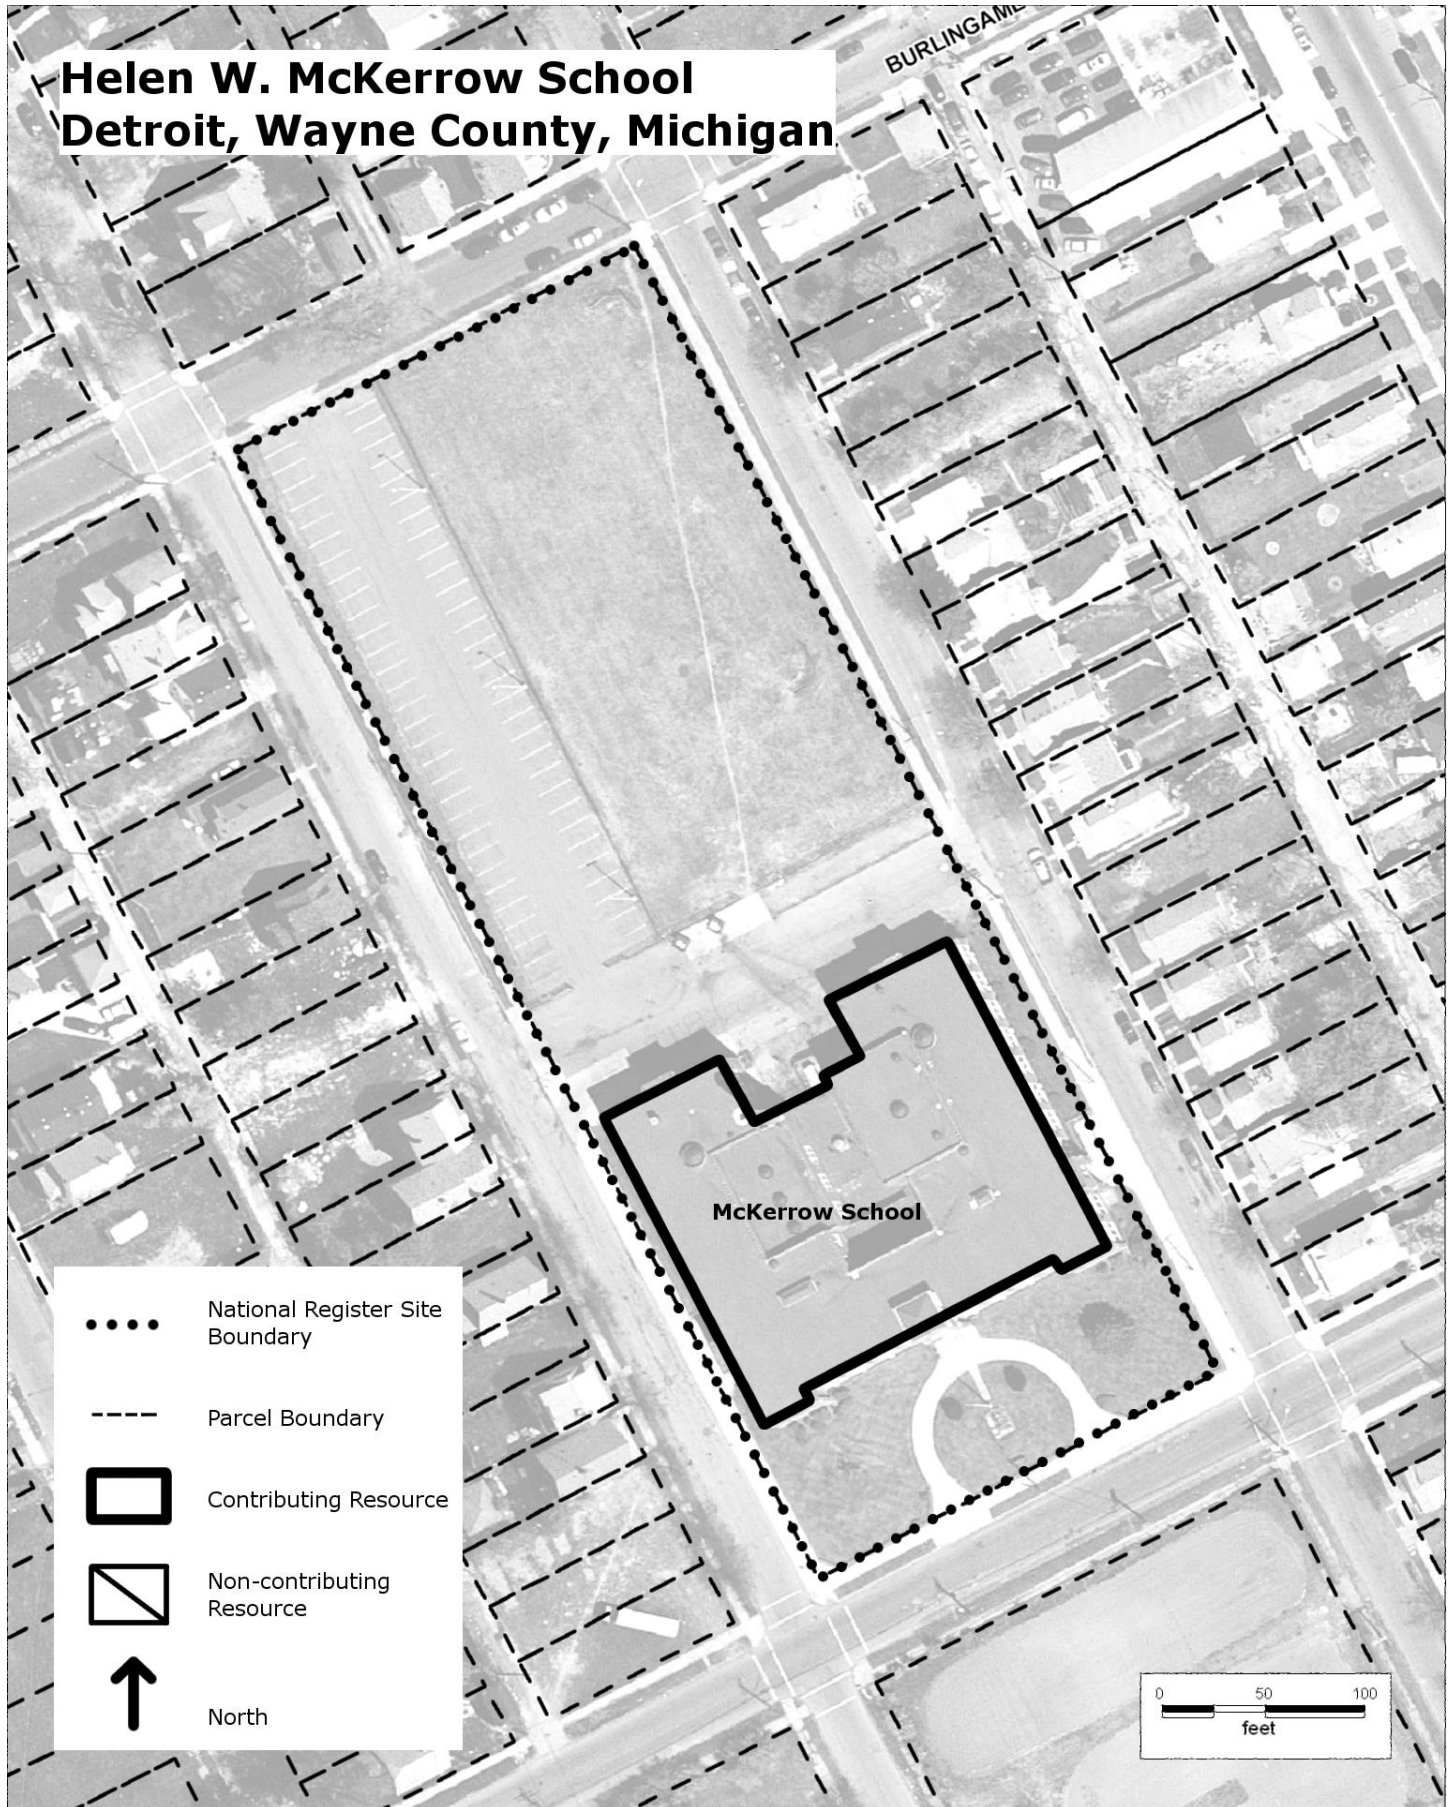 Helen W. McKerrow School
Detroit, Wayne County, Michigan
BURLINGAME
McKerrow School
National Register Site
Boundary
Parcel Boundary
Contributing Resource
Non-contributing
Resource
North
0 50 100
feet